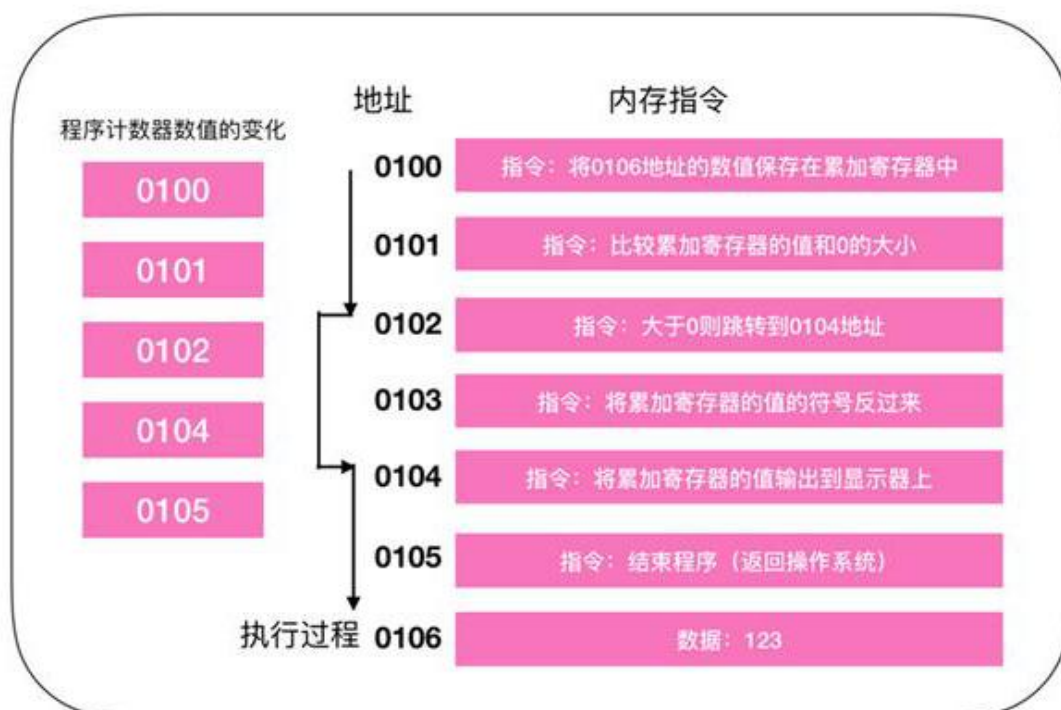 地址 内存指令
程序计数器数值的变化
0100
0101
0102
0104
0105
0100 指令：将0106地址的数值保存在累加寄存器中
0101 指令：比较累加寄存器的值和0的大小
0102 指令：大于0则跳转到0104地址
0103 指令：将累加寄存器的值的符号反过来
0104 指令：将累加寄存器的值输出到显示器上
0105 指令：结束程序（返回操作系统）
执行过程 0106 数据：123